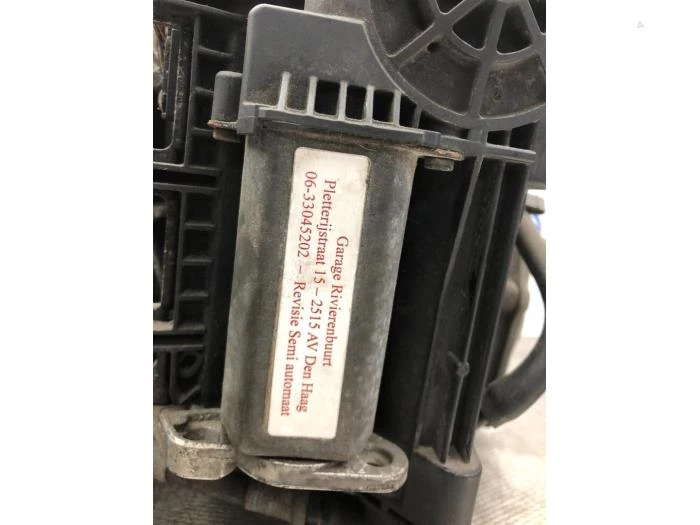 Garage Rivierenbuurt
Pletterijstraat 15 – 2515 AV Den Haag
06-33045202 – Revisie Semi automaat